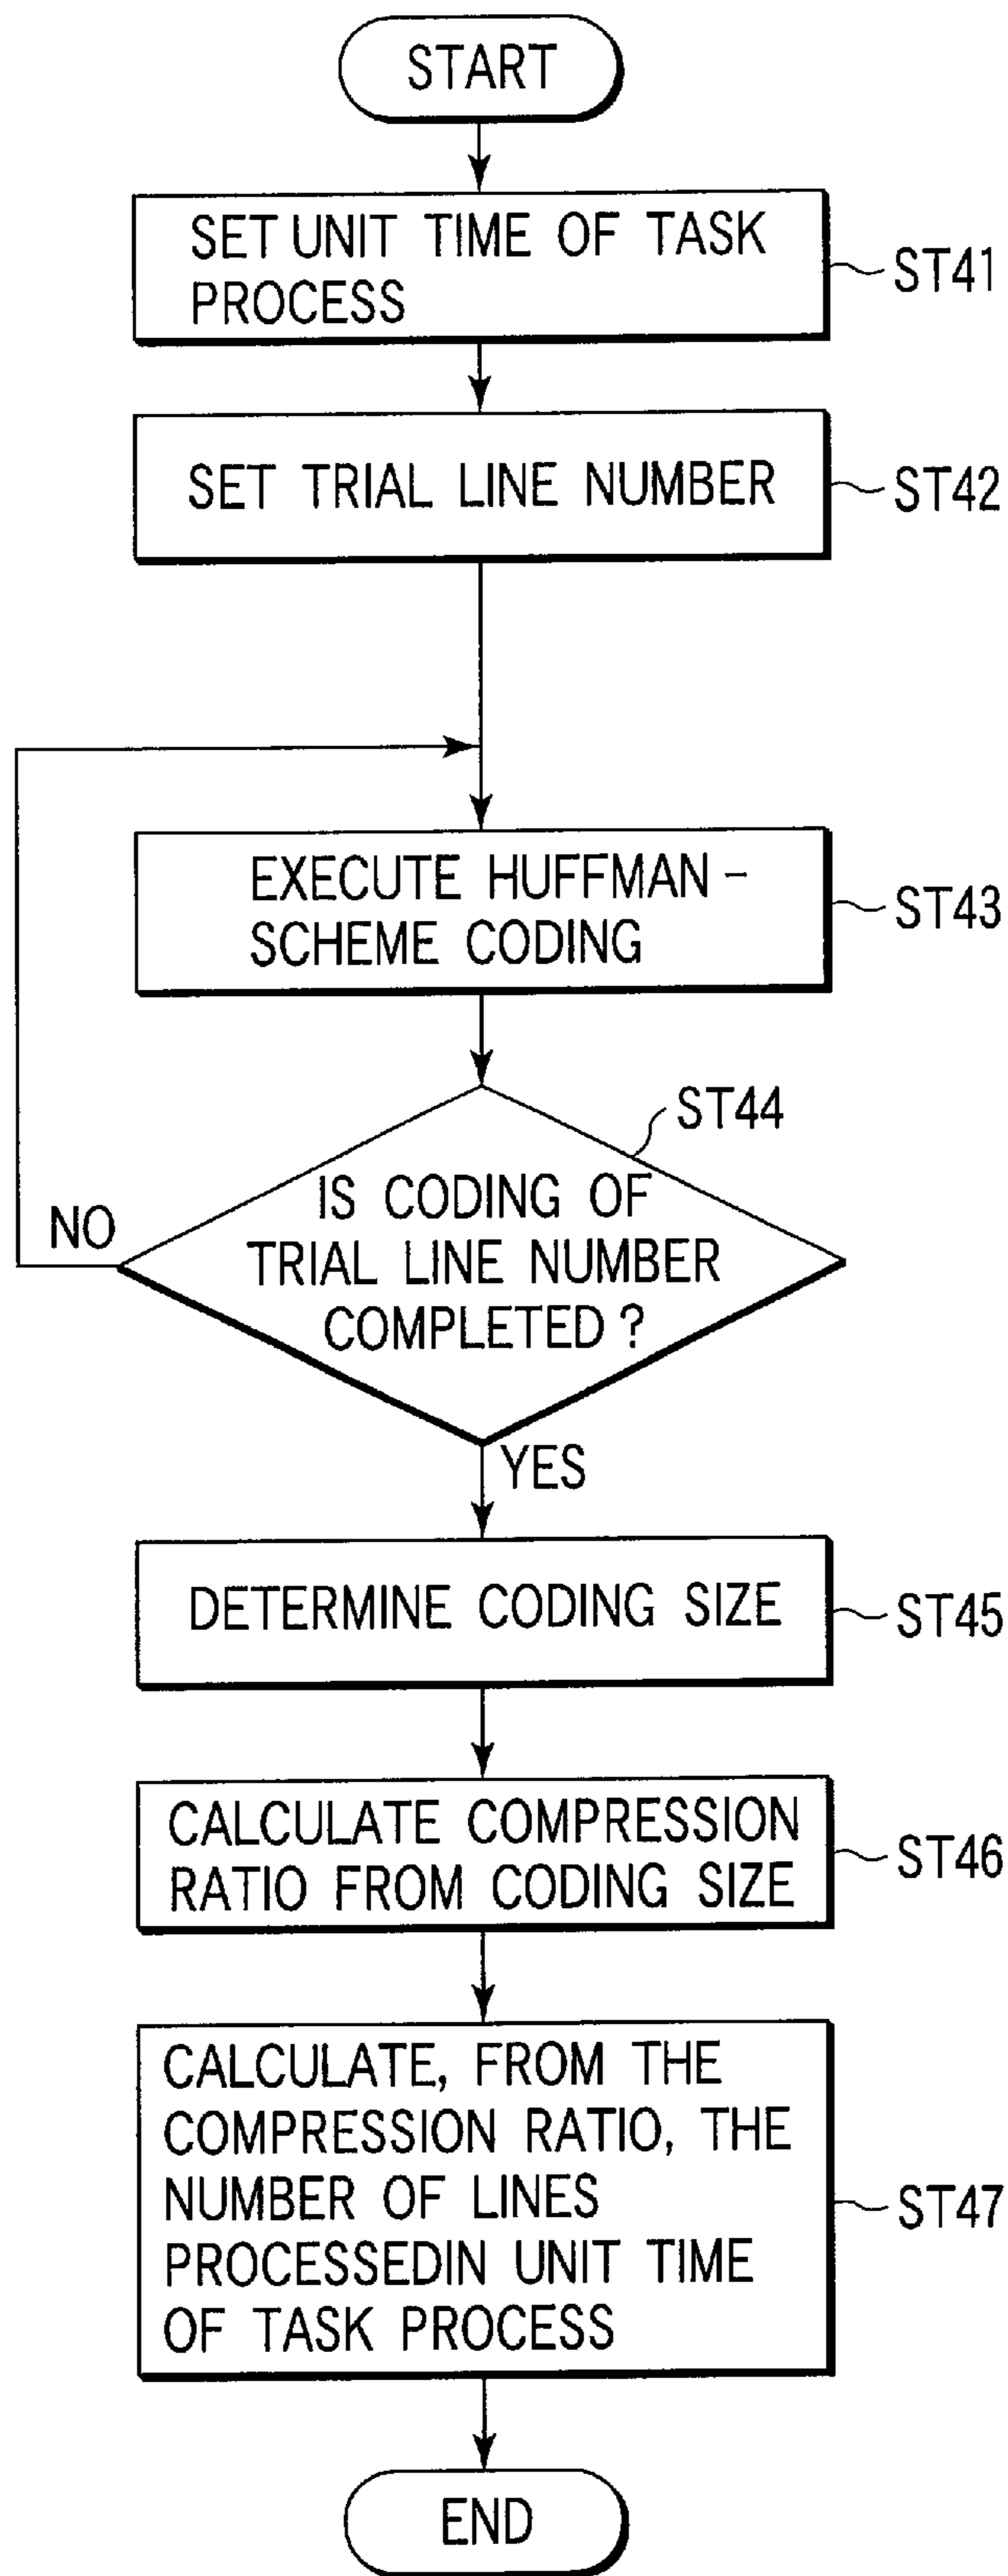 START
SET UNIT TIME OF TASK
PROCESS
ST41
SET TRIAL LINE NUMBER
ST42
EXECUTE HUFFMAN-
SCHEME CODING
ST43
ST44
IS CODING OF
TRIAL LINE NUMBER
COMPLETED?
NO
YES
DETERMINE CODING SIZE
ST45
CALCULATE COMPRESSION
RATIO FROM CODING SIZE
ST46
CALCULATE, FROM THE
COMPRESSION RATIO, THE
NUMBER OF LINES
PROCESSEDIN UNIT TIME
OF TASK PROCESS
ST47
END